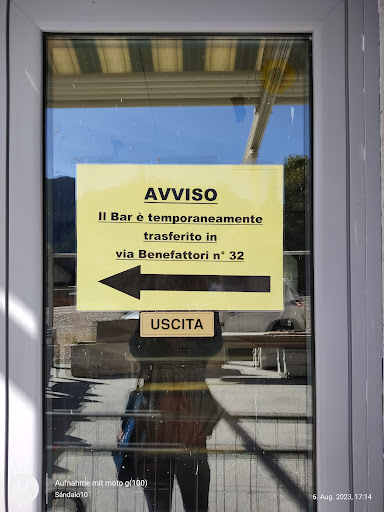 AVVISO
Il Bar è temporaneamente
trasferito in
via Benefattori n° 32
USCITA
Aufnahme mit moto g(100)
Sándalo10
6. Aug. 2023, 17:14